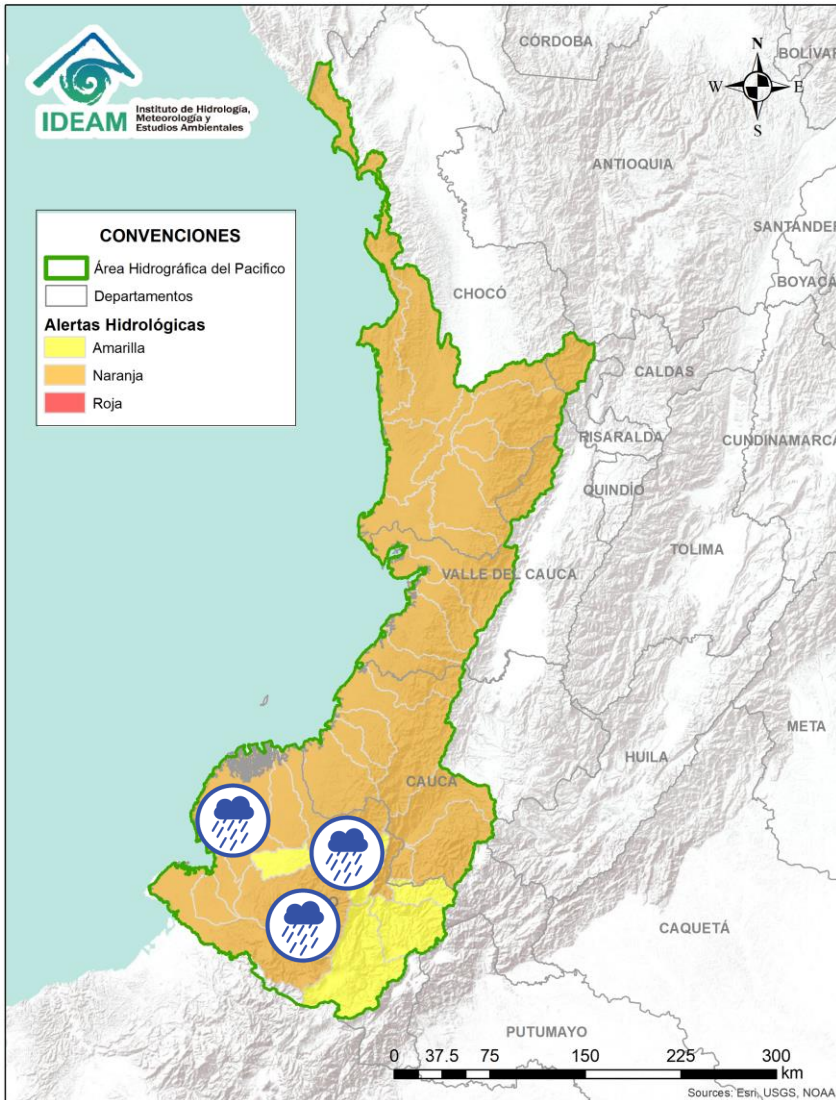 CÓRDOBA
BOLÍVAR
N
W E
S
IDEAM
Instituto de Hidrología,
Meteorología y
Estudios Ambientales
ANTIOQUIA
SANTANDER
CONVENCIONES
Área Hidrográfica del Pacifico
Departamentos
Alertas Hidrológicas
Amarilla
Naranja
Roja
BOYACÁ
CHOCÓ
CALDAS
RISARALDA
CUNDINAMARCA
QUINDÍO
TOLIMA
VALLE DEL CAUCA
META
HUILA
CAUCA
O
CAQUETÁ
PUTUMAYO
0 37.5 75 150 225 300
km
Sources: Esri, USGS, NOAA